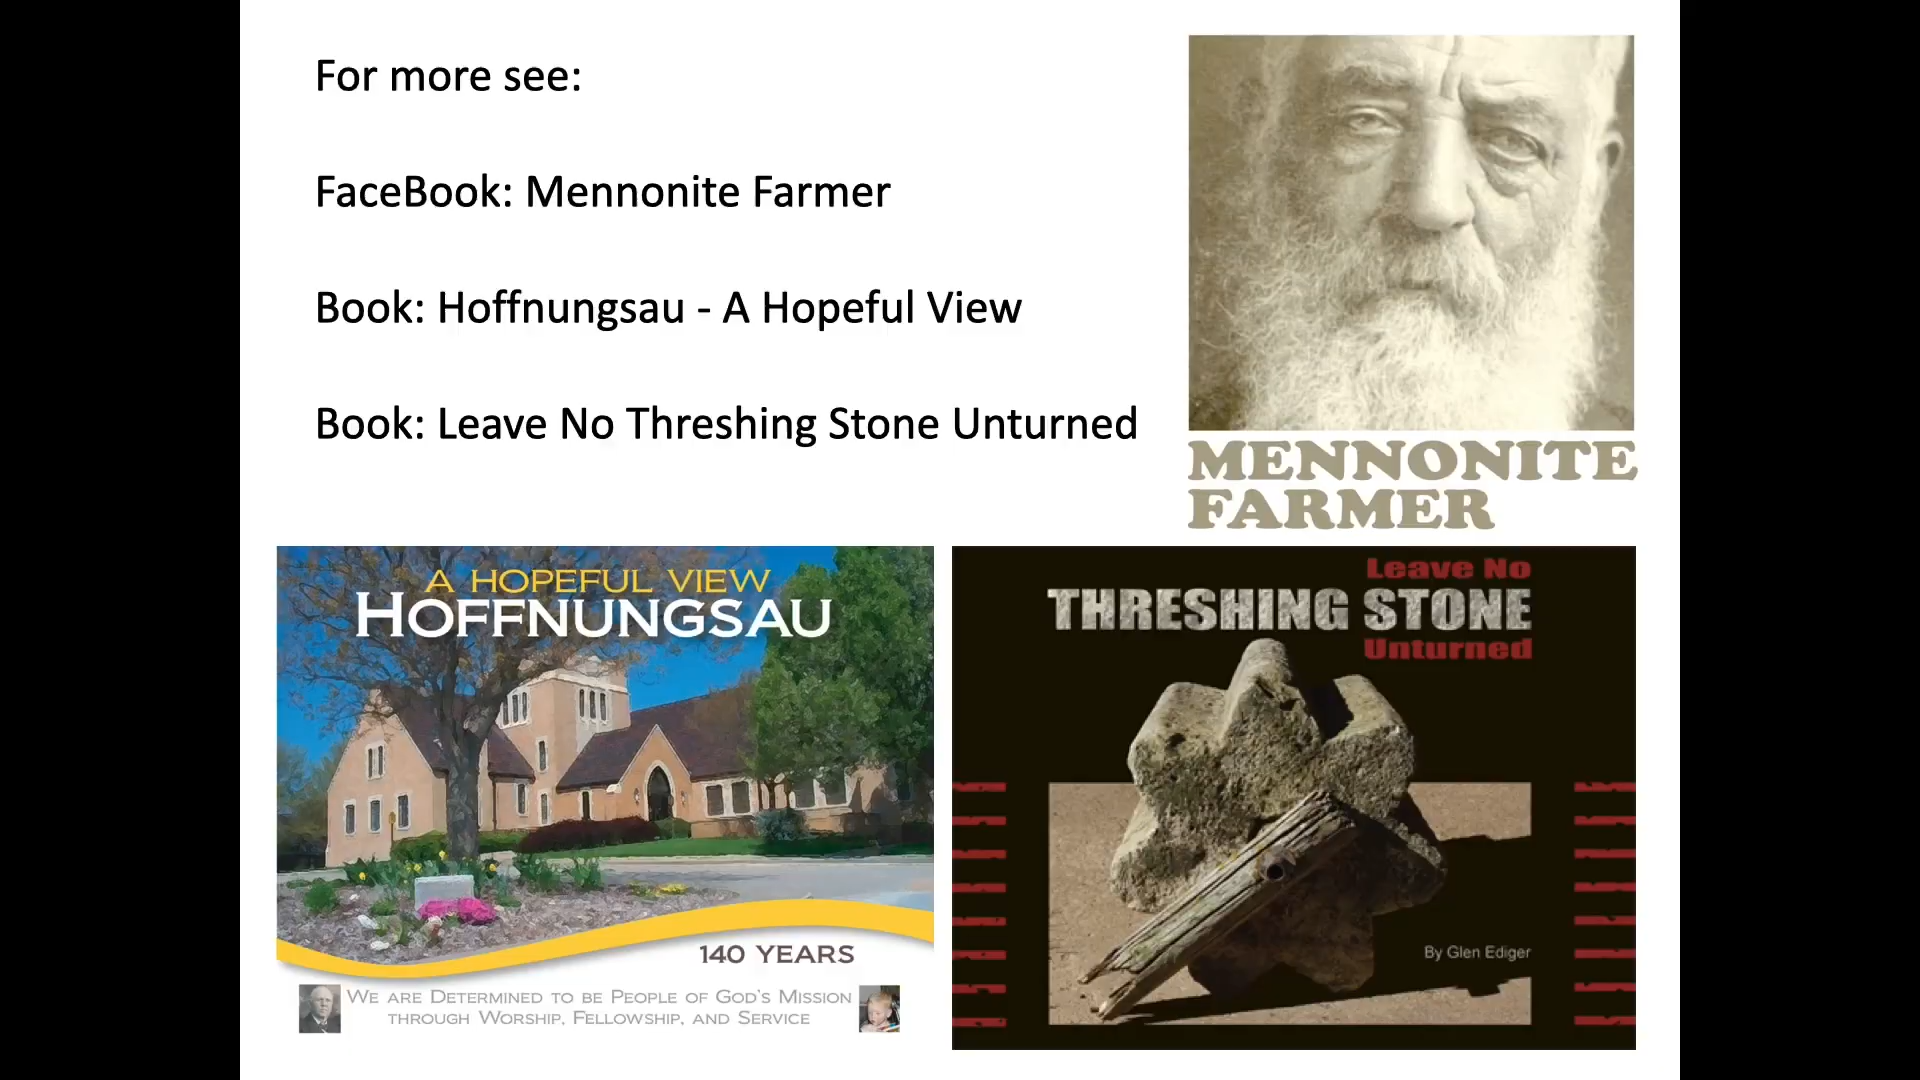 For more see:
FaceBook: Mennonite Farmer
Book: Hoffnungsau - A Hopeful View
Book: Leave No Threshing Stone Unturned
MENNONITE
FARMER
A HOPEFUL VIEW
HOFFNUNGSAU
140 YEARS
WE ARE DETERMINED TO BE PEOPLE OF GOD'S MISSION
THROUGH WORSHIP, FELLOWSHIP, AND SERVICE
Leave No
THRESHING STONE
Unturned
By Glen Ediger